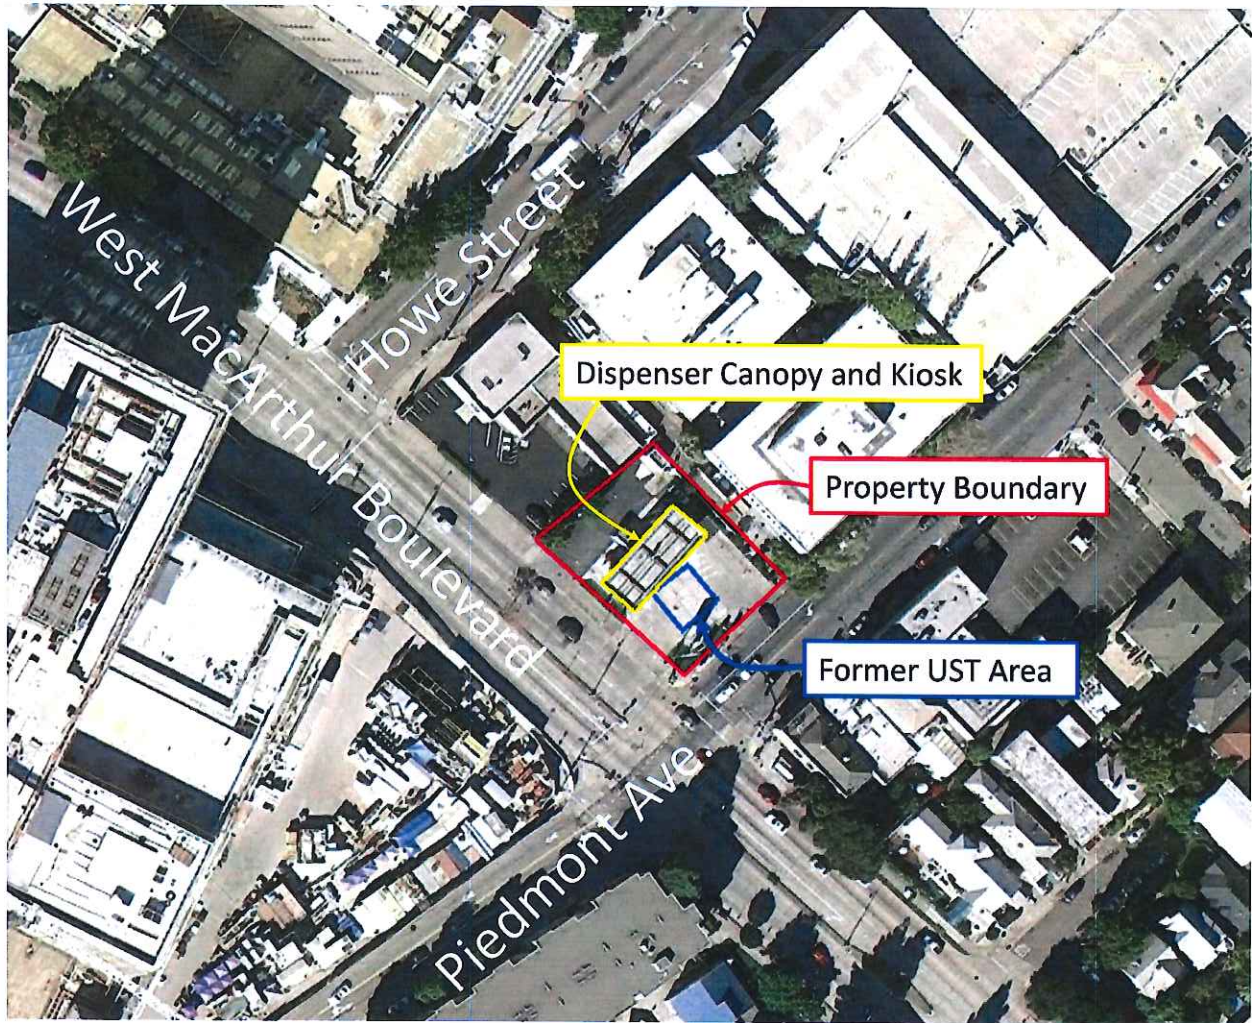 West MacArthur Boulevard
Howe Street
Dispenser Canopy and Kiosk
Property Boundary
Former UST Area
Piedmont Ave.